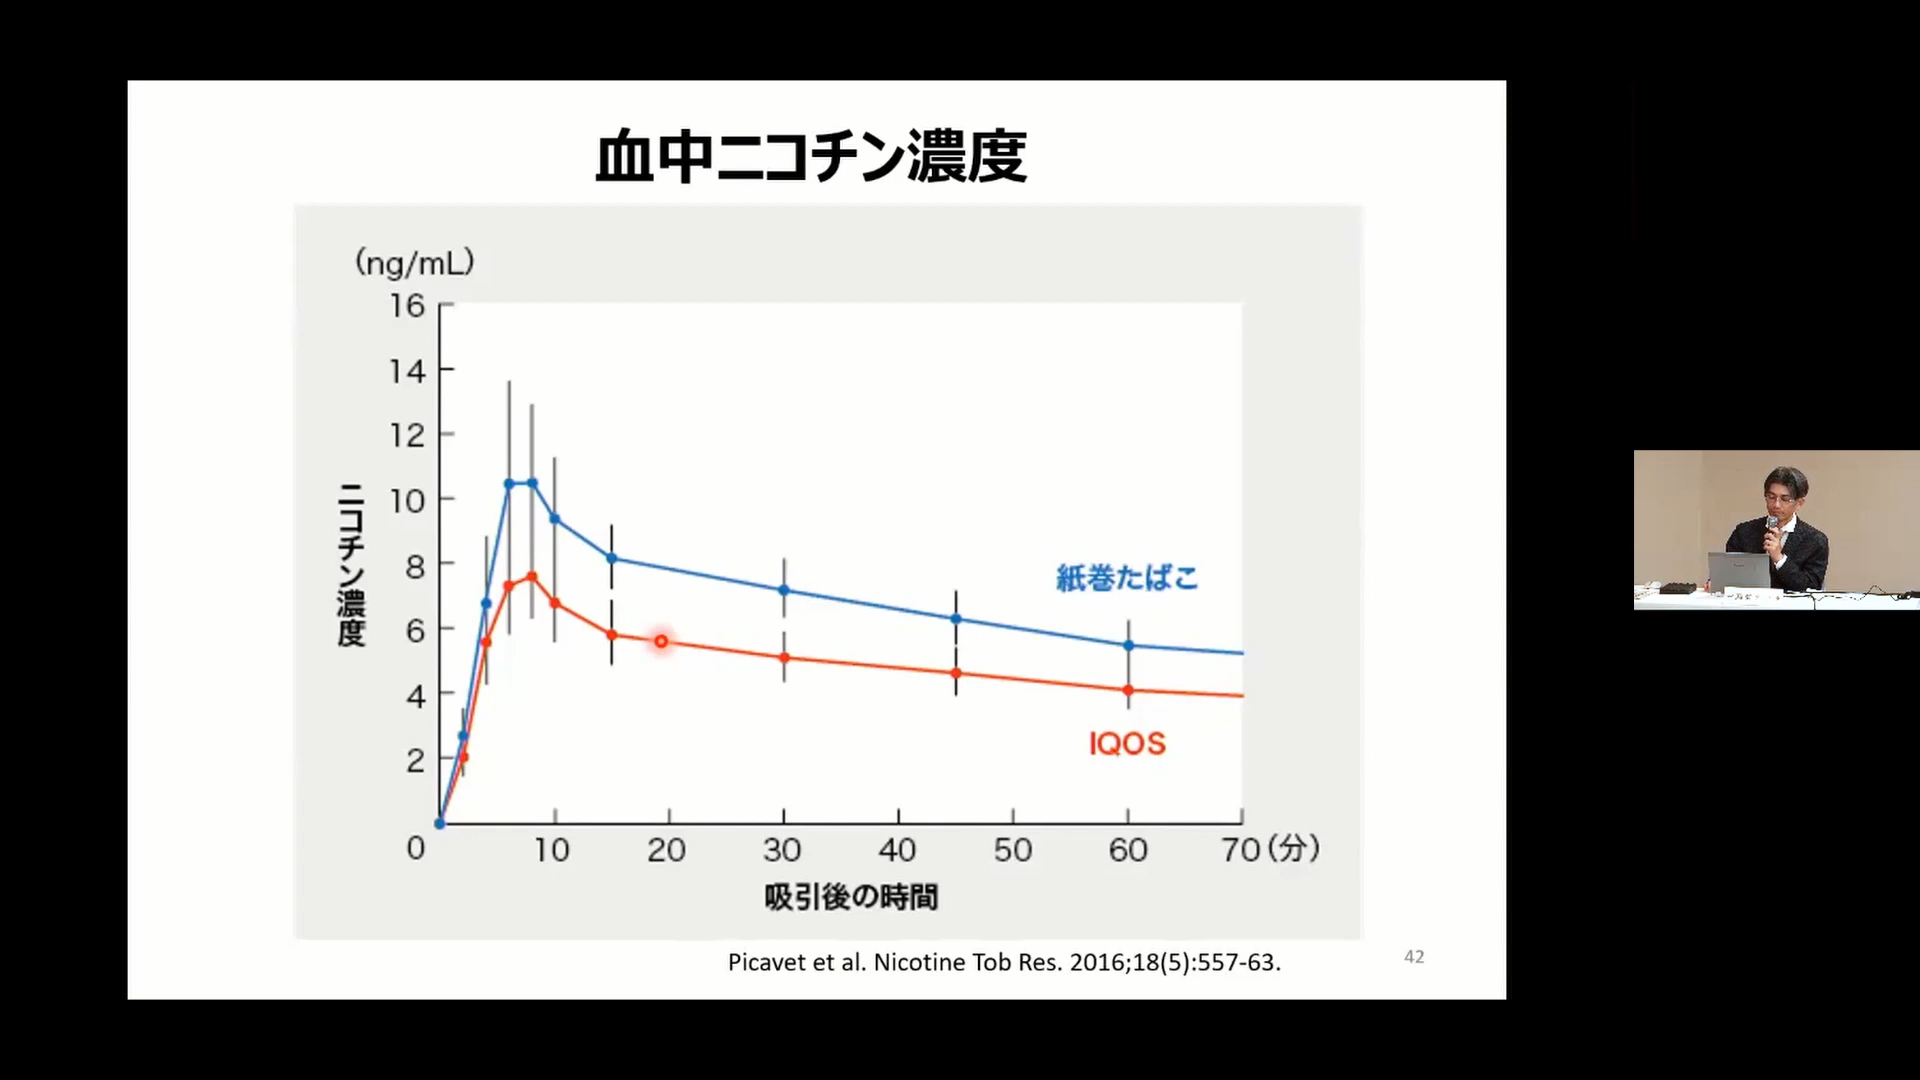 血中ニコチン濃度
(ng/mL)
16
14
12
10
8
6
4
2
0
ニコチン濃度
紙巻たばこ
IQOS
10 20 30 40 50 60 70(分)
吸引後の時間
Picavet et al. Nicotine Tob Res. 2016;18(5):557-63.
42